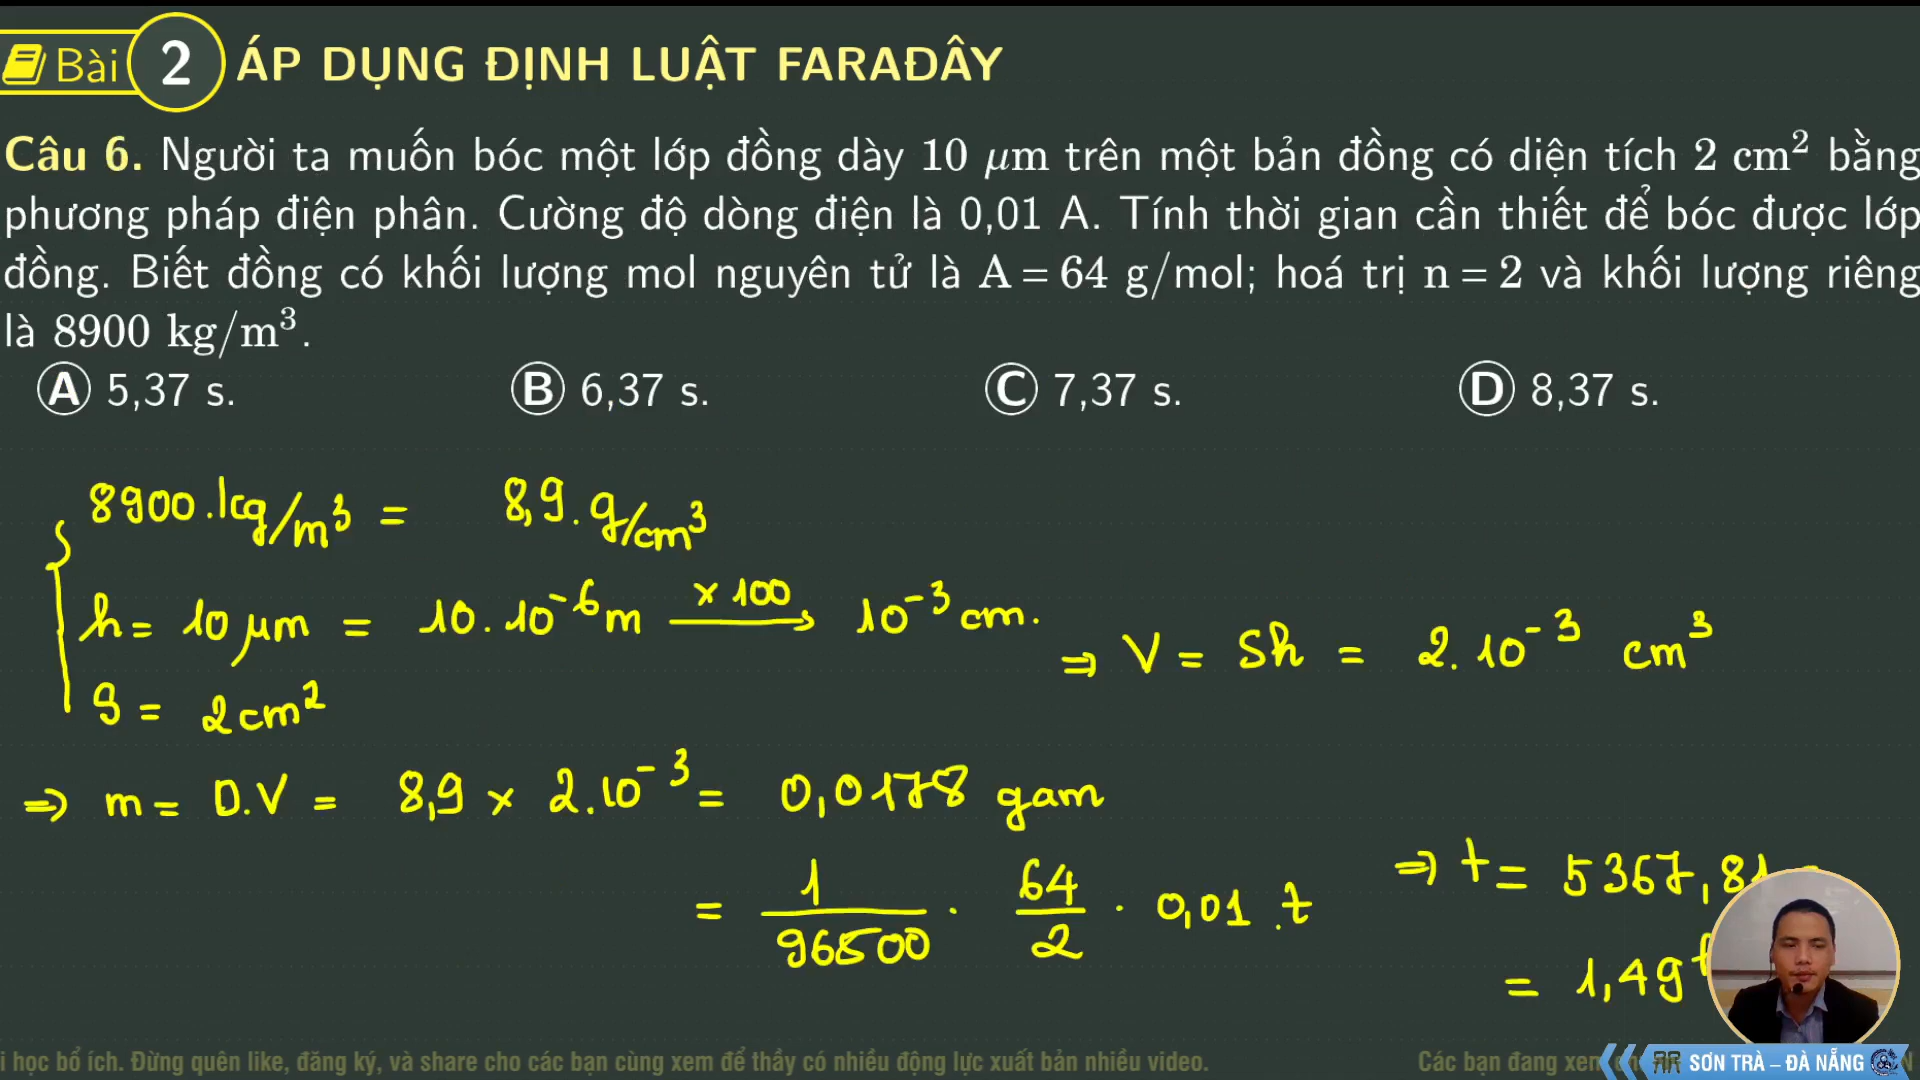 Bài 2 ÁP DỤNG ĐỊNH LUẬT FARAĐÂY
Câu 6. Người ta muốn bóc một lớp đồng dày 10 μm trên một bản đồng có diện tích 2 cm² bằng
phương pháp điện phân. Cường độ dòng điện là 0,01 A. Tính thời gian cần thiết để bóc được lớp
đồng. Biết đồng có khối lượng mol nguyên tử là A = 64 g/mol; hoá trị n = 2 và khối lượng riêng
là 8900 kg/m³.
A 5,37 s. B 6,37 s. C 7,37 s. D 8,37 s.
8900.kg/m³ = 8,9.g/cm³
h = 10 μm = 10.10⁻⁶ m —×100→ 10⁻³ cm.
S = 2cm²
⇒ V = Sh = 2.10⁻³ cm³
⇒ m = D.V = 8,9 × 2.10⁻³ = 0,0178 gam
= 1/96500 · 64/2 · 0,01 .t
⇒ t = 5367,81
= 1,49
i học bổ ích. Đừng quên like, đăng ký, và share cho các bạn cùng xem để thầy có nhiều động lực xuất bản nhiều video.
Các bạn đang xem
SƠN TRÀ – ĐÀ NẴNG